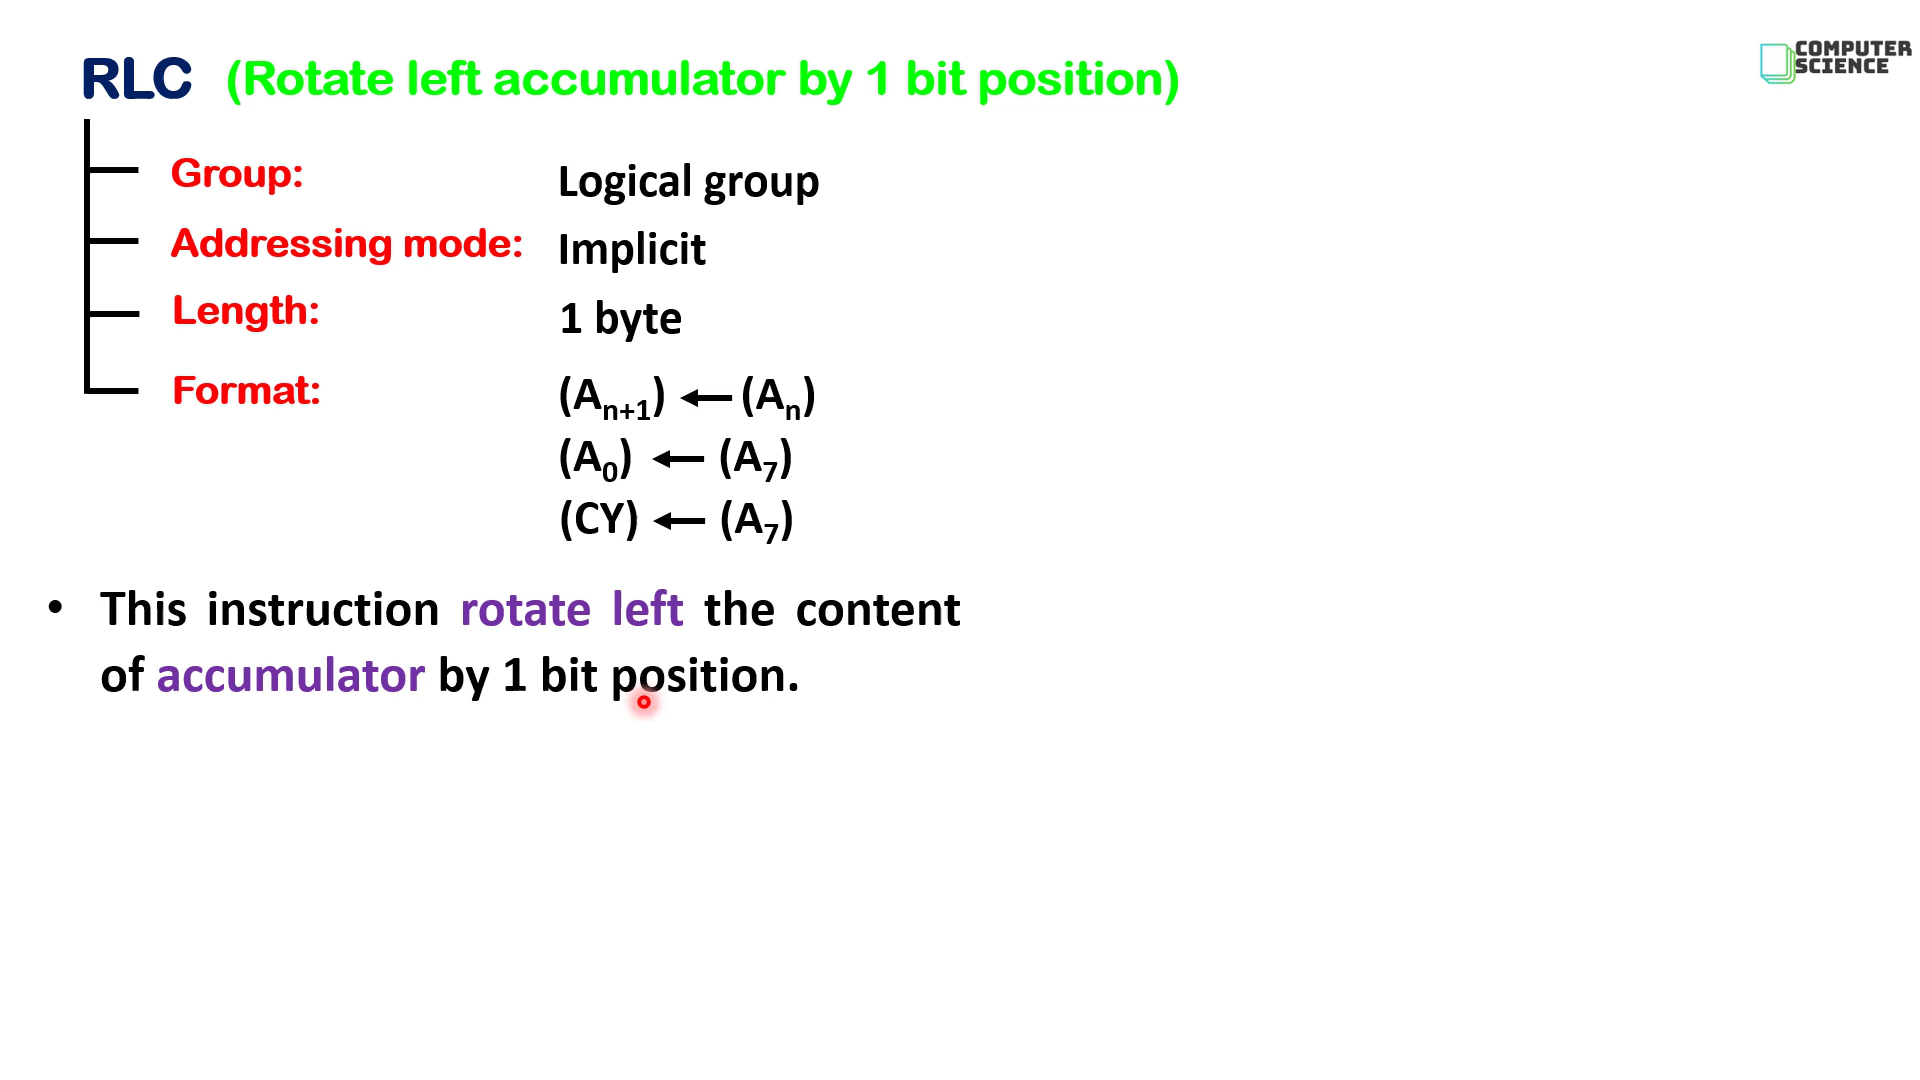 RLC (Rotate left accumulator by 1 bit position)
COMPUTER
SCIENCE
Group: Logical group
Addressing mode: Implicit
Length: 1 byte
Format: (Aₙ₊₁) ← (Aₙ)
(A₀) ← (A₇)
(CY) ← (A₇)
• This instruction rotate left the content
of accumulator by 1 bit position.